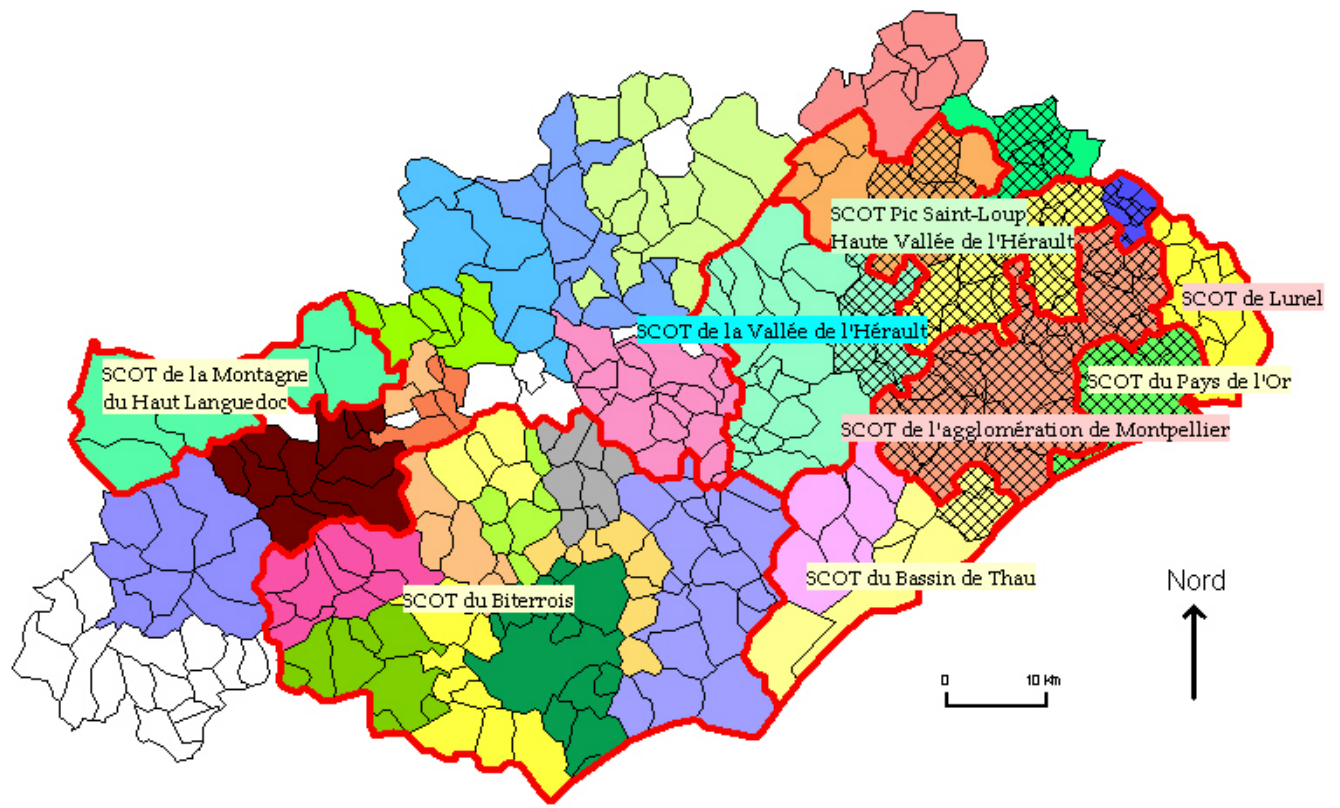 SCOT Pic Saint-Loup
Haute Vallée de l'Hérault
SCOT de Lunel
SCOT de la Vallée de l'Hérault
SCOT de la Montagne
du Haut Languedoc
SCOT du Pays de l'Or
SCOT de l'agglomération de Montpellier
SCOT du Bassin de Thau
Nord
SCOT du Biterrois
0 10 Km